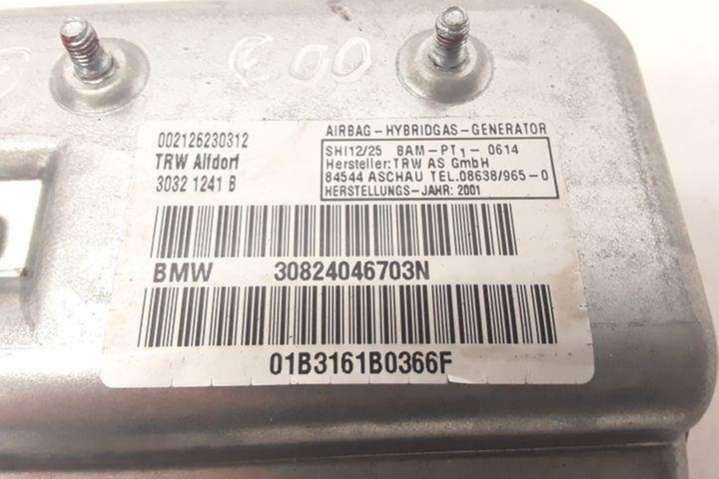 002126230312
TRW Alfdorf
3032 1241 B
AIRBAG-HYBRIDGAS-GENERATOR
SHI12/25 BAM-PT1-0614
Hersteller:TRW AS GmbH
84544 ASCHAU TEL.08638/965-0
HERSTELLUNGS-JAHR: 2001
BMW 30824046703N
01B3161B0366F